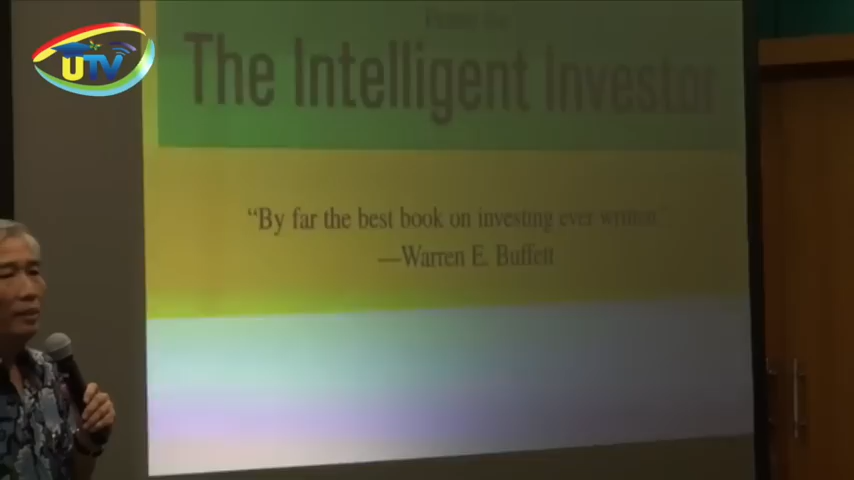 UTV
The Intelligent Investor
“By far the best book on investing ever written”
—Warren E. Buffett